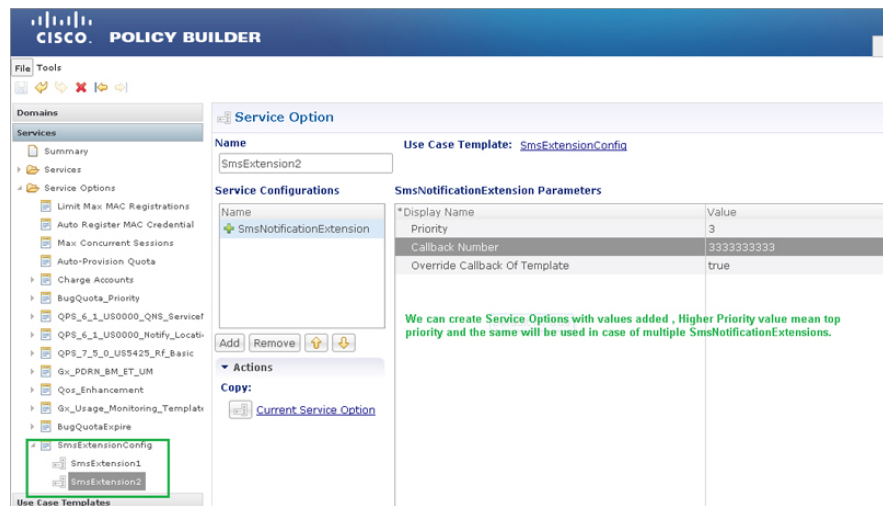 CISCO. POLICY BUILDER
File Tools
Domains
Services
Summary
Services
Service Options
Limit Max MAC Registrations
Auto Register MAC Credential
Max Concurrent Sessions
Auto-Provision Quota
Charge Accounts
BugQuota_Priority
QPS_6_1_US0000_QNS_Servicef
QPS_6_1_US0000_Notify_Locati
QPS_7_5_0_US5425_Rf_Basic
Gx_PDRN_BM_ET_UM
Qos_Enhancement
Gx_Usage_Monitoring_Template
BugQuotaExpire
SmsExtensionConfig
SmsExtension1
SmsExtension2
Use Case Templates
Service Option
Name
Use Case Template: SmsExtensionConfig
SmsExtension2
Service Configurations
Name
SmsNotificationExtension
Add Remove
Actions
Copy:
Current Service Option
SmsNotificationExtension Parameters
*Display Name Value
Priority 3
Callback Number 3333333333
Override Callback Of Template true
We can create Service Options with values added , Higher Priority value mean top
priority and the same will be used in case of multiple SmsNotificationExtensions.